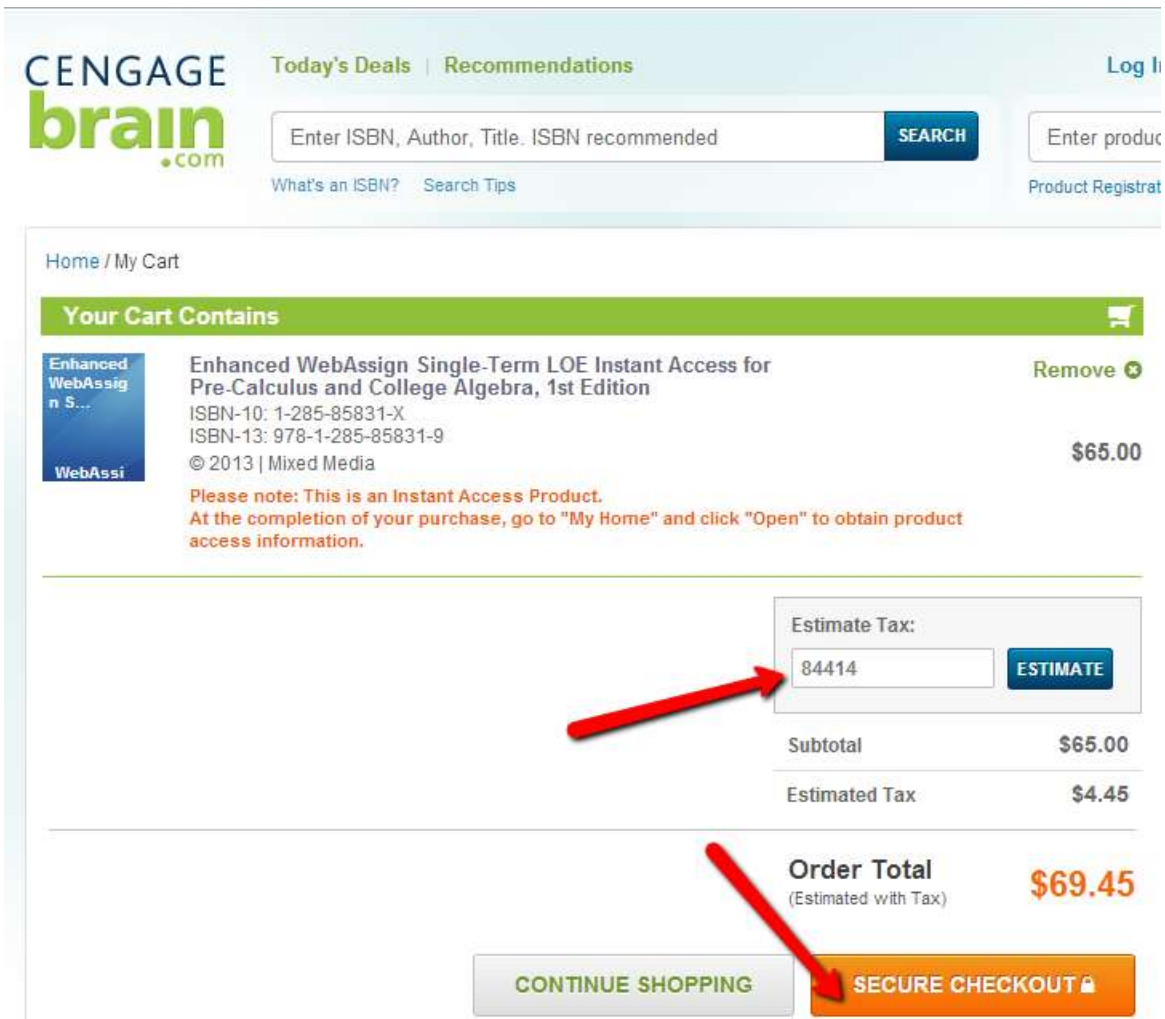 CENGAGE
brain
.com
Today's Deals | Recommendations
Log
Enter ISBN, Author, Title. ISBN recommended
SEARCH
Enter
What's an ISBN? Search Tips
Product
Home / My Cart
Your Cart Contains
Enhanced
WebAssig
n S...
WebAssi
Enhanced WebAssign Single-Term LOE Instant Access for
Pre-Calculus and College Algebra, 1st Edition
ISBN-10: 1-285-85831-X
ISBN-13: 978-1-285-85831-9
© 2013 | Mixed Media
Please note: This is an Instant Access Product.
At the completion of your purchase, go to "My Home" and click "Open" to obtain product
access information.
Remove
$65.00
Estimate Tax:
84414
ESTIMATE
Subtotal $65.00
Estimated Tax $4.45
Order Total
(Estimated with Tax)
$69.45
CONTINUE SHOPPING
SECURE CHECKOUT